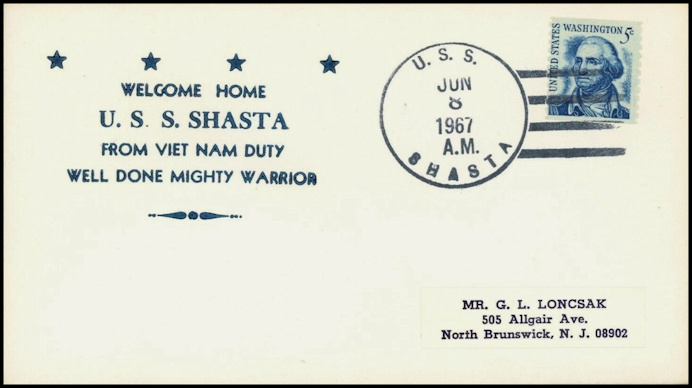 WELCOME HOME
U. S. S. SHASTA
FROM VIET NAM DUTY
WELL DONE MIGHTY WARRIOR
U. S. S.
JUN
8
1967
A.M.
SHASTA
UNITED STATES
WASHINGTON 5c
MR. G. L. LONCSAK
505 Allgair Ave.
North Brunswick, N. J. 08902